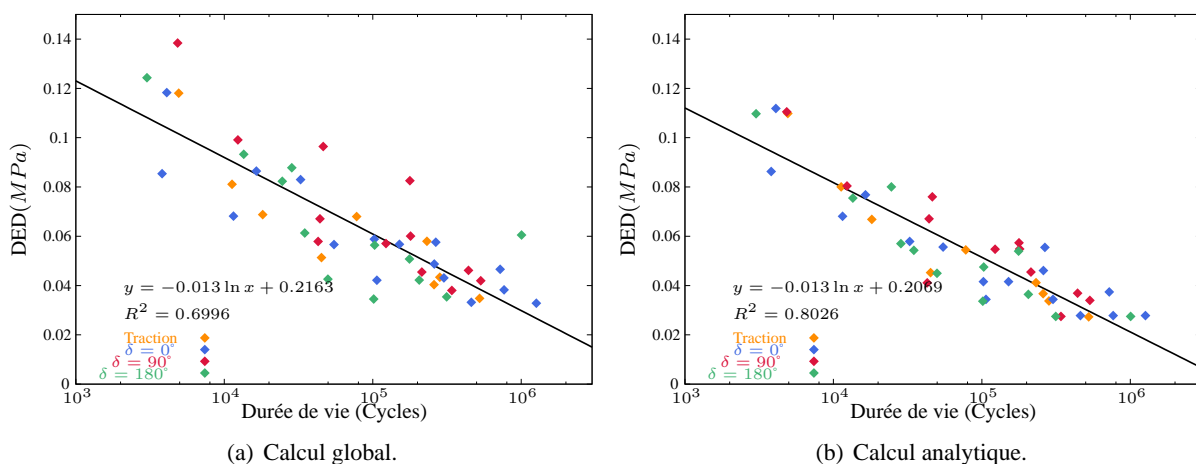 0.14
0.12
0.1
0.08
0.06
0.04
0.02
0
DED(MPa)
y = −0.013 ln x + 0.2163
R² = 0.6996
Traction
δ = 0°
δ = 90°
δ = 180°
10³ 10⁴ 10⁵ 10⁶
Durée de vie (Cycles)
(a) Calcul global.
0.14
0.12
0.1
0.08
0.06
0.04
0.02
0
DED(MPa)
y = −0.013 ln x + 0.2069
R² = 0.8026
Traction
δ = 0°
δ = 90°
δ = 180°
10³ 10⁴ 10⁵ 10⁶
Durée de vie (Cycles)
(b) Calcul analytique.